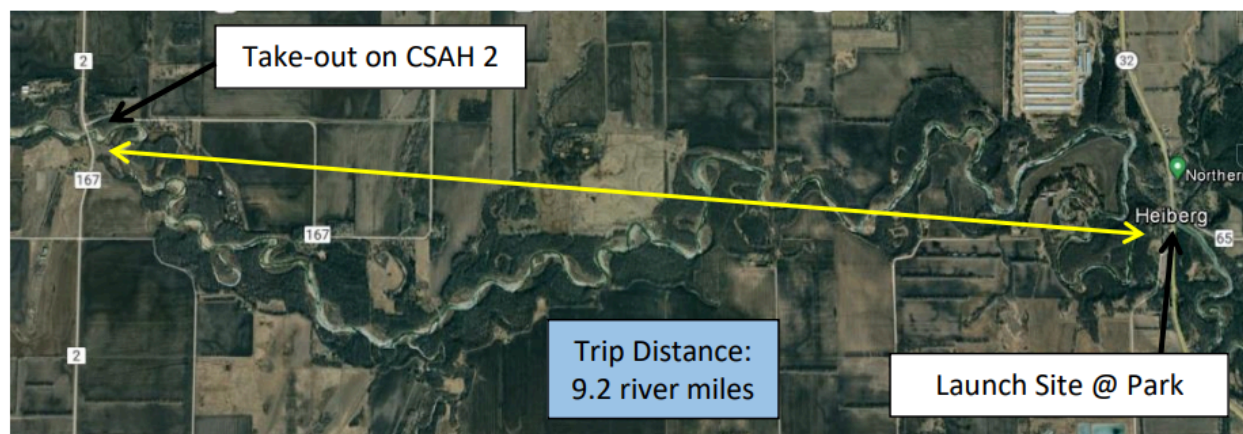 2
Take-out on CSAH 2
32
167
Northern
Heiberg
65
167
2
Trip Distance:
9.2 river miles
Launch Site @ Park